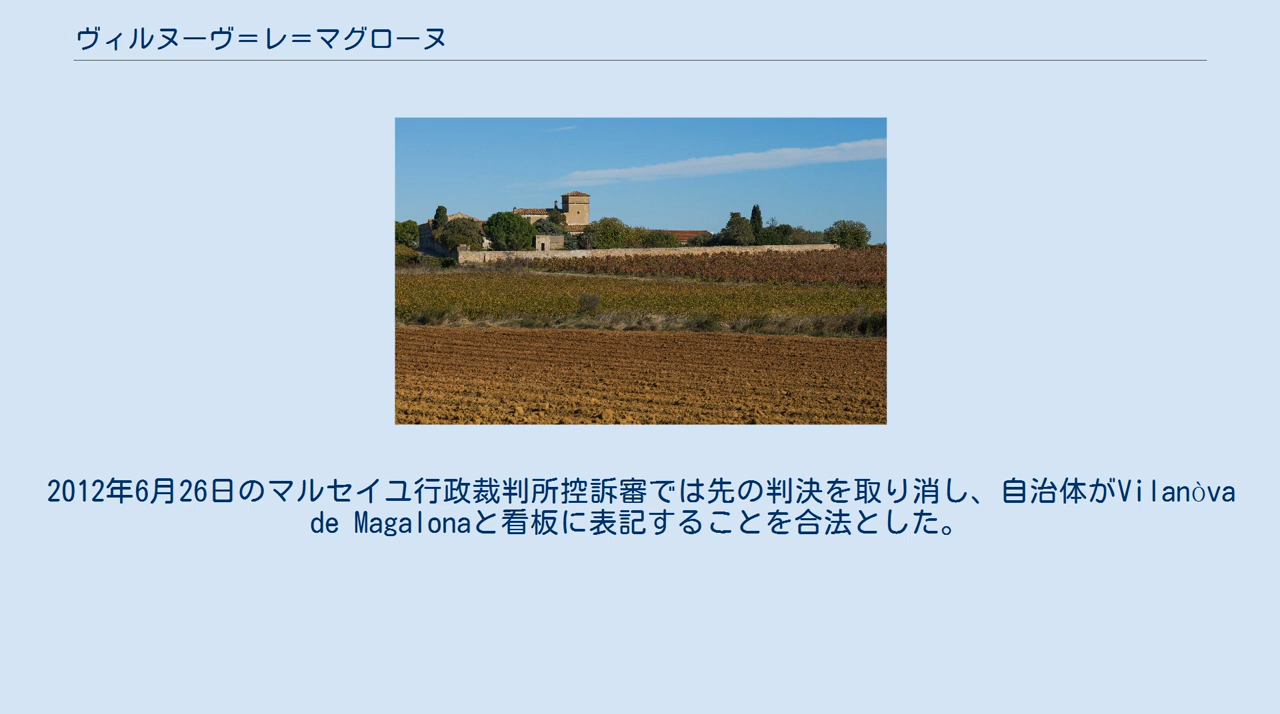 ヴィルヌーヴ＝レ＝マグローヌ
2012年6月26日のマルセイユ行政裁判所控訴審では先の判決を取り消し、自治体がVilanòva
de Magalonaと看板に表記することを合法とした。